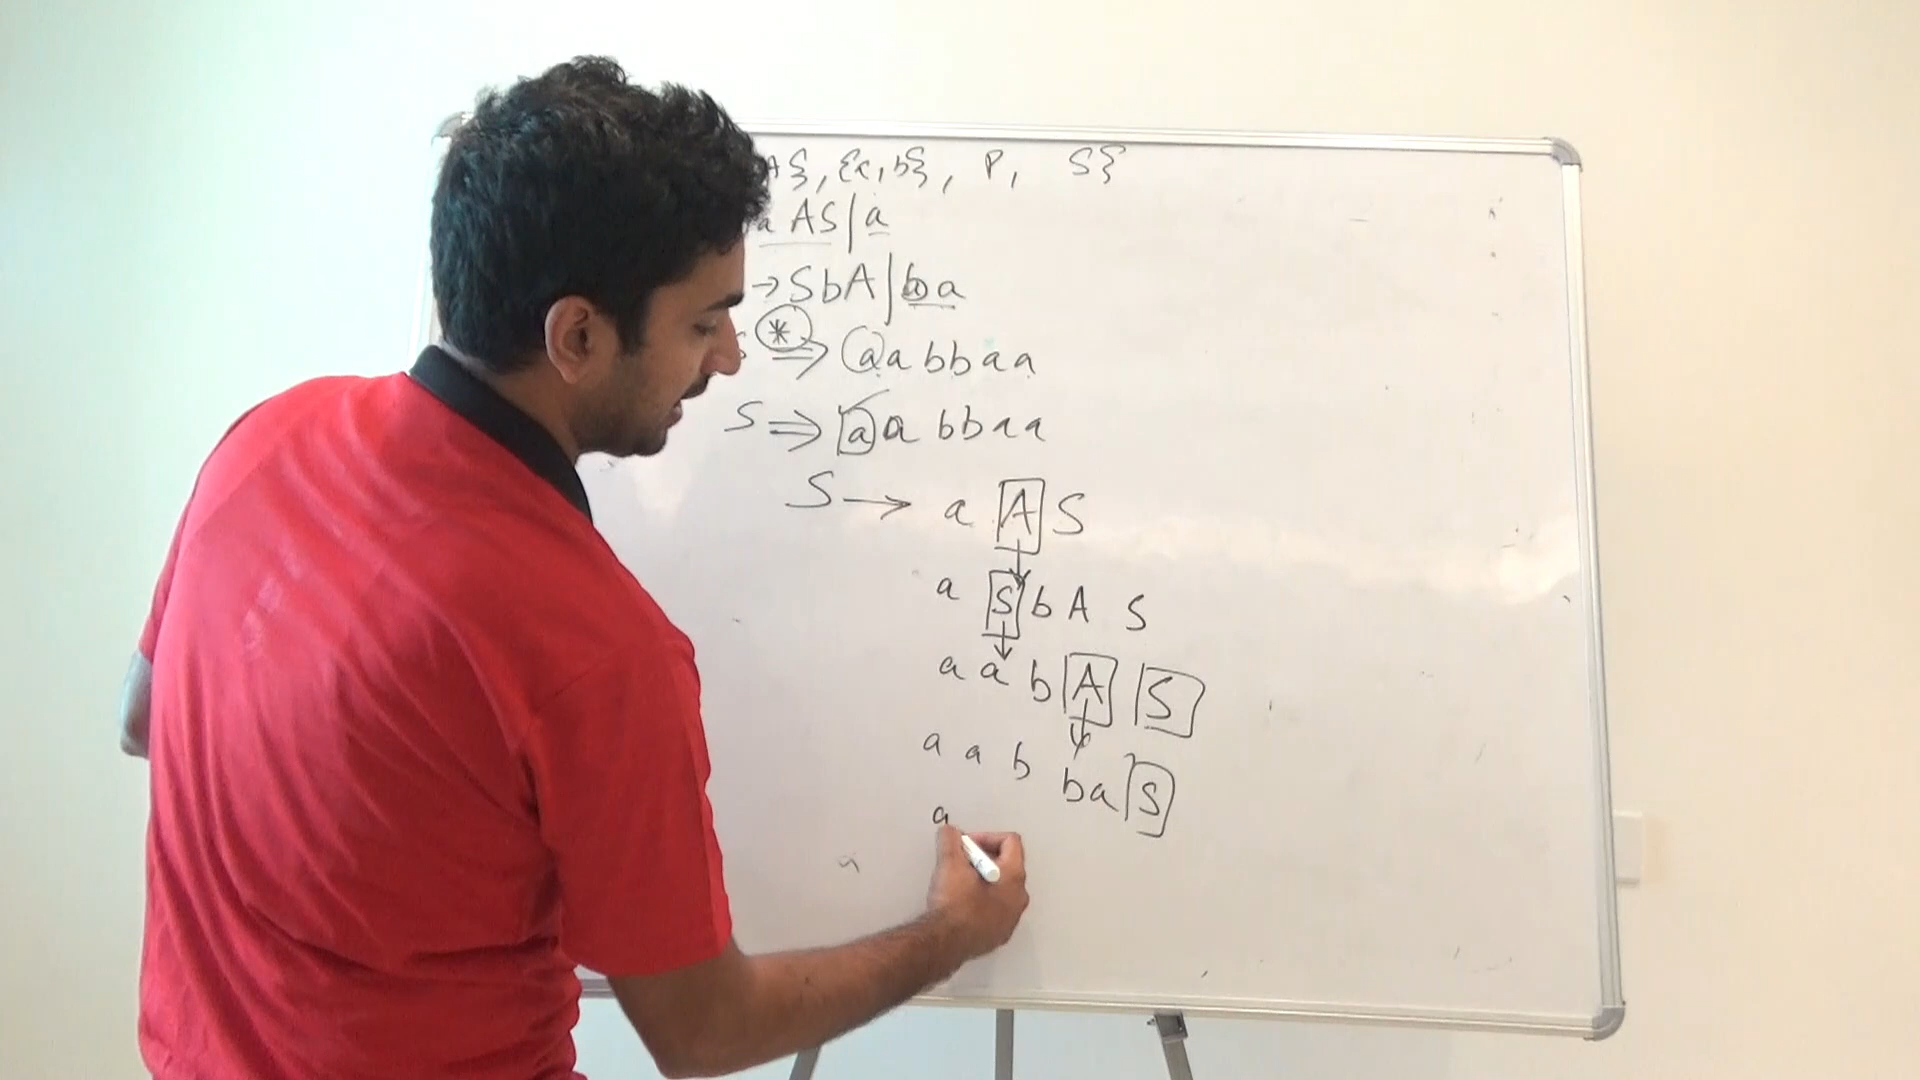 A}, {a, b}, P, S}
a AS | a
→ SbA | ba
S *⇒ aabbaa
S ⇒ aabbaa
S → a A S
a S b A S
a a b A S
a a b ba S
a
a